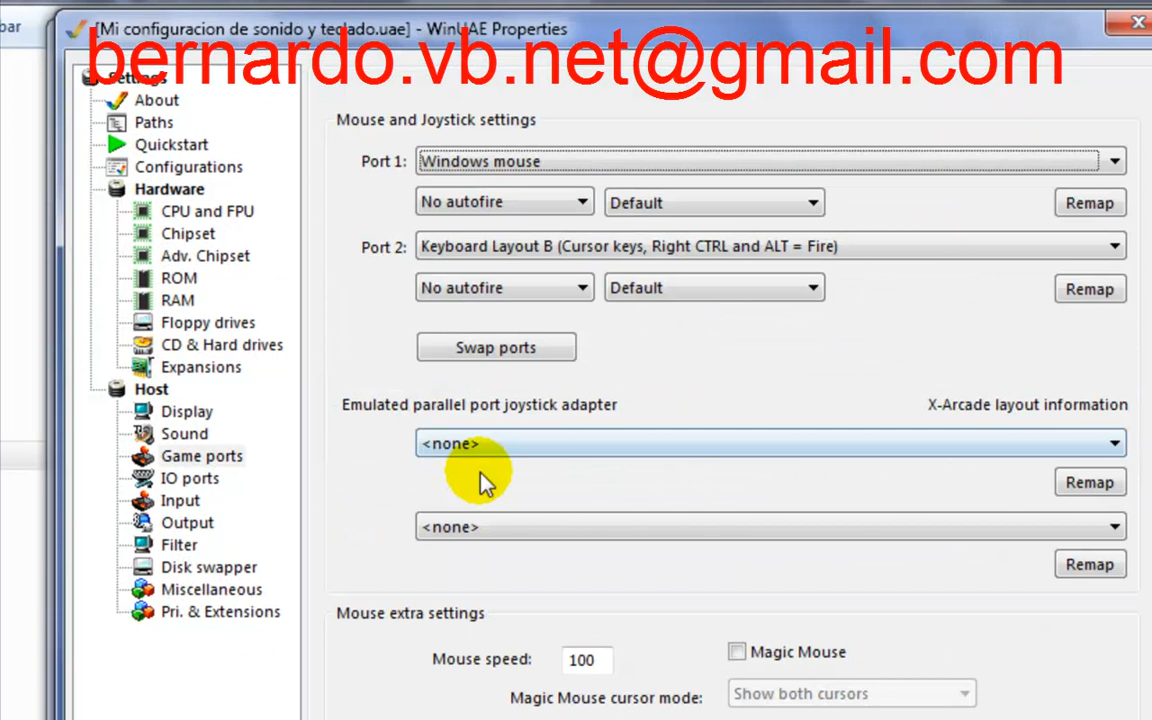 bar
[Mi configuracion de sonido y teclado.uae] - WinUAE Properties
bernardo.vb.net@gmail.com
Settings
About
Paths
Quickstart
Configurations
Hardware
CPU and FPU
Chipset
Adv. Chipset
ROM
RAM
Floppy drives
CD & Hard drives
Expansions
Host
Display
Sound
Game ports
IO ports
Input
Output
Filter
Disk swapper
Miscellaneous
Pri. & Extensions
Mouse and Joystick settings
Port 1: Windows mouse
No autofire Default Remap
Port 2: Keyboard Layout B (Cursor keys, Right CTRL and ALT = Fire)
No autofire Default Remap
Swap ports
Emulated parallel port joystick adapter X-Arcade layout information
<none>
Remap
<none>
Remap
Mouse extra settings
Mouse speed: 100 Magic Mouse
Magic Mouse cursor mode: Show both cursors